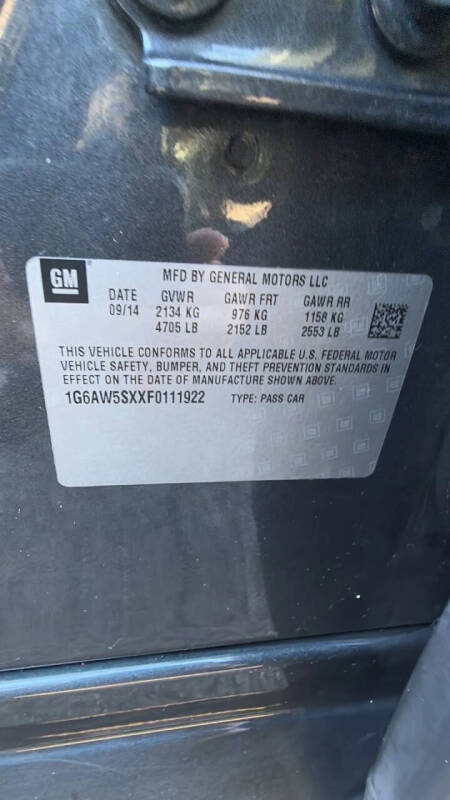 GM
MFD BY GENERAL MOTORS LLC
DATE GVWR GAWR FRT GAWR RR
09/14 2134 KG 976 KG 1158 KG
4705 LB 2152 LB 2553 LB
THIS VEHICLE CONFORMS TO ALL APPLICABLE U.S. FEDERAL MOTOR
VEHICLE SAFETY, BUMPER, AND THEFT PREVENTION STANDARDS IN
EFFECT ON THE DATE OF MANUFACTURE SHOWN ABOVE.
1G6AW5SXXF0111922 TYPE: PASS CAR